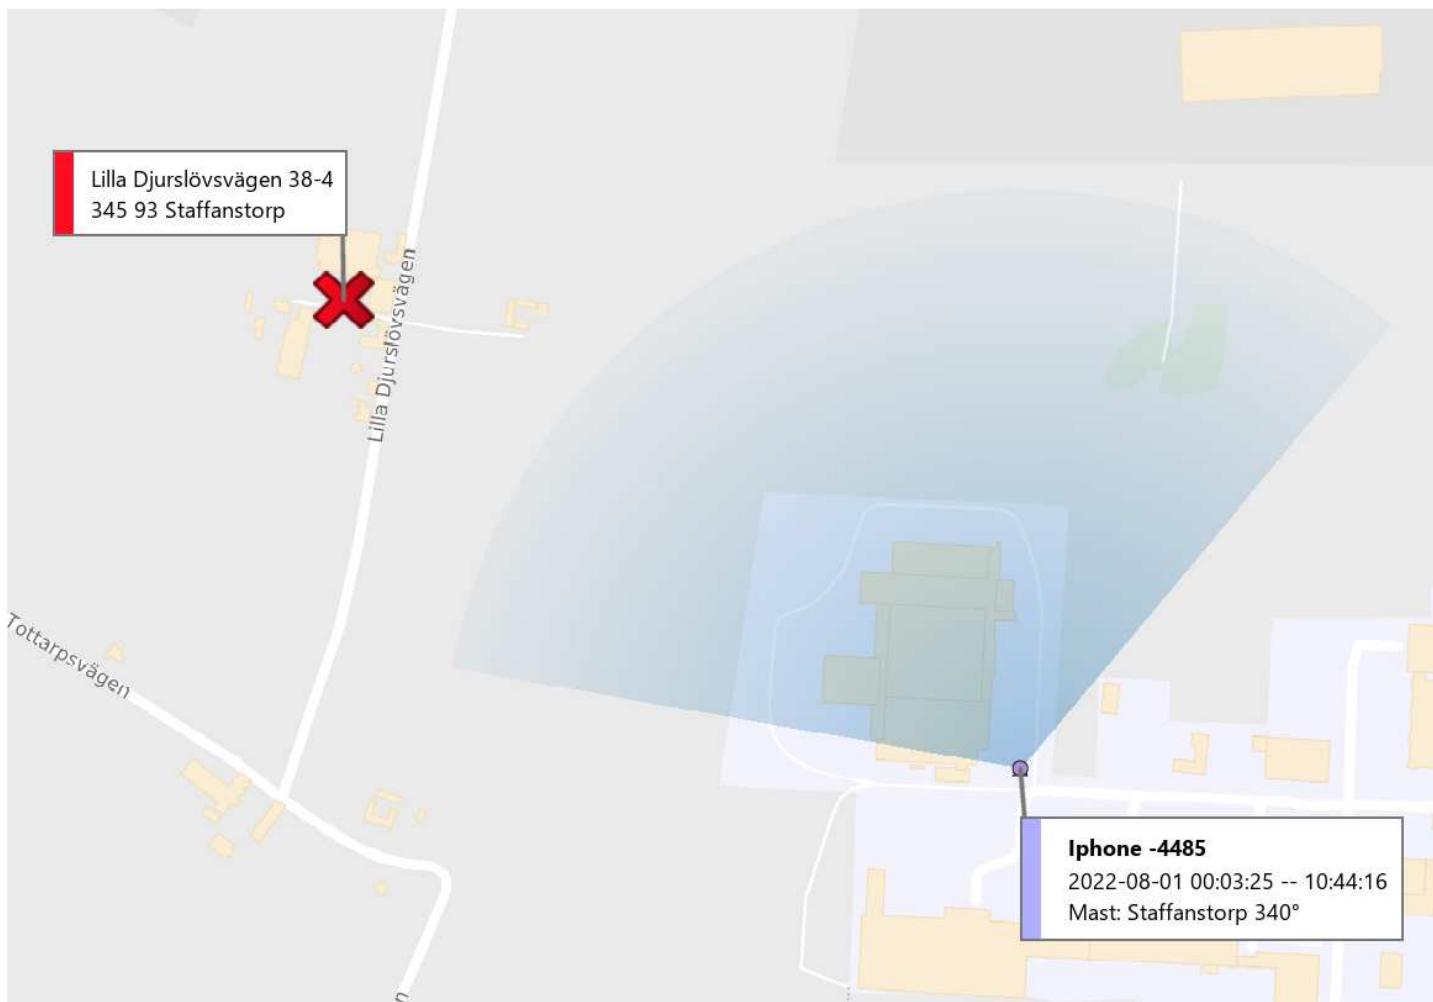 Lilla Djurslövsvägen 38-4
345 93 Staffanstorp
Lilla Djurslövsvägen
Tottarpsvägen
Iphone -4485
2022-08-01 00:03:25 -- 10:44:16
Mast: Staffanstorp 340°
n